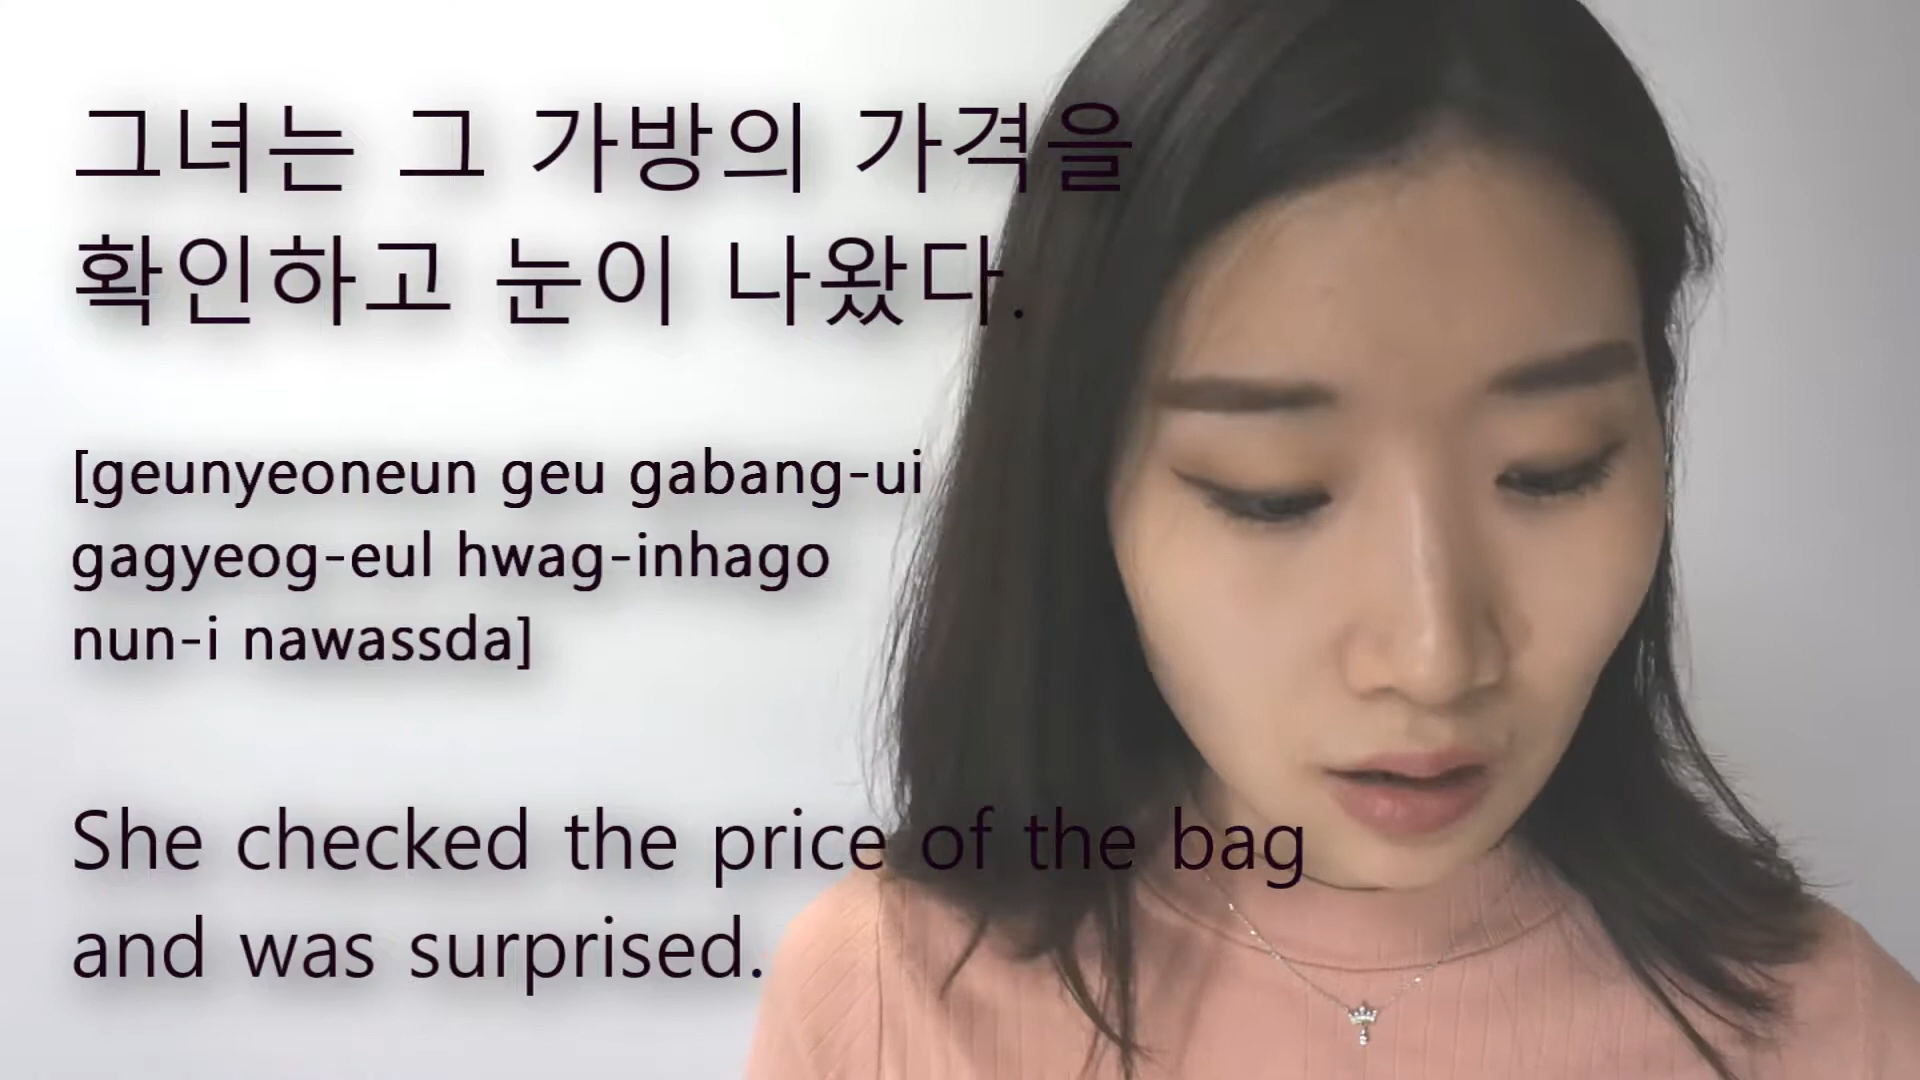 그녀는 그 가방의 가격을
확인하고 눈이 나왔다.
[geunyeoneun geu gabang-ui
gagyeog-eul hwag-inhago
nun-i nawassda]
She checked the price of the bag
and was surprised.